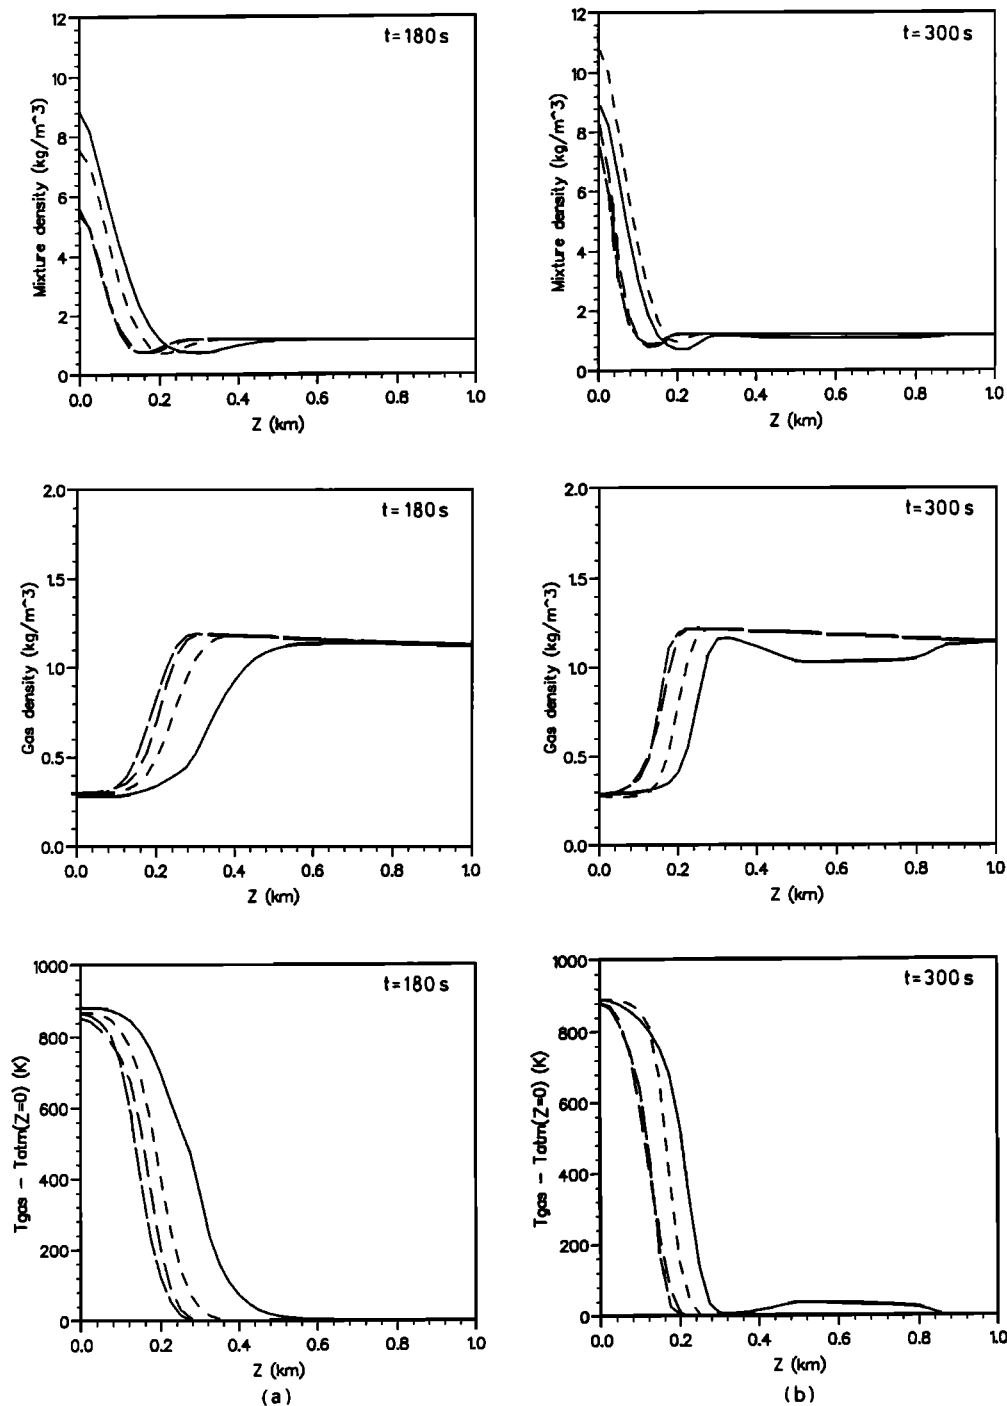 t=180s
12
10
8
6
4
2
0
Mixture density (kg/m^3)
0.0 0.2 0.4 0.6 0.8 1.0
Z (km)
t=300s
12
10
8
6
4
2
0
Mixture density (kg/m^3)
0.0 0.2 0.4 0.6 0.8 1.0
Z (km)
t=180s
2.0
1.5
1.0
0.5
0.0
Gas density (kg/m^3)
0.0 0.2 0.4 0.6 0.8 1.0
Z (km)
t=300s
2.0
1.5
1.0
0.5
0.0
Gas density (kg/m^3)
0.0 0.2 0.4 0.6 0.8 1.0
Z (km)
t=180s
1000
800
600
400
200
0
Tgas - Tatm(Z=0) (K)
0.0 0.2 0.4 0.6 0.8 1.0
Z (km)
(a)
t=300s
1000
800
600
400
200
0
Tgas - Tatm(Z=0) (K)
0.0 0.2 0.4 0.6 0.8 1.0
Z (km)
(b)